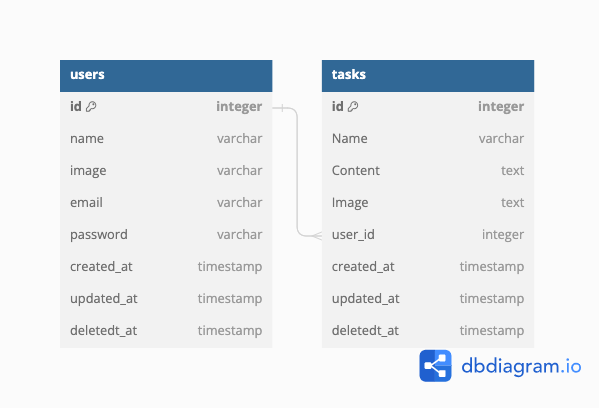 users
id integer
name varchar
image varchar
email varchar
password varchar
created_at timestamp
updated_at timestamp
deletedt_at timestamp
tasks
id integer
Name varchar
Content text
Image text
user_id integer
created_at timestamp
updated_at timestamp
deletedt_at timestamp
dbdiagram.io